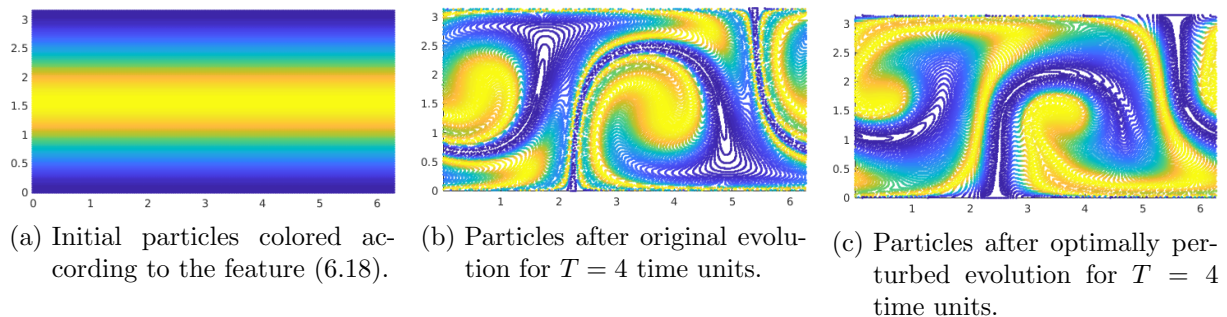 3
2.5
2
1.5
1
0.5
0
0 1 2 3 4 5 6
3
2.5
2
1.5
1
0.5
0
1 2 3 4 5 6
3
2.5
2
1.5
1
0.5
0
1 2 3 4 5 6
(a) Initial particles colored ac-
cording to the feature (6.18).
(b) Particles after original evolu-
tion for T = 4 time units.
(c) Particles after optimally per-
turbed evolution for T = 4
time units.